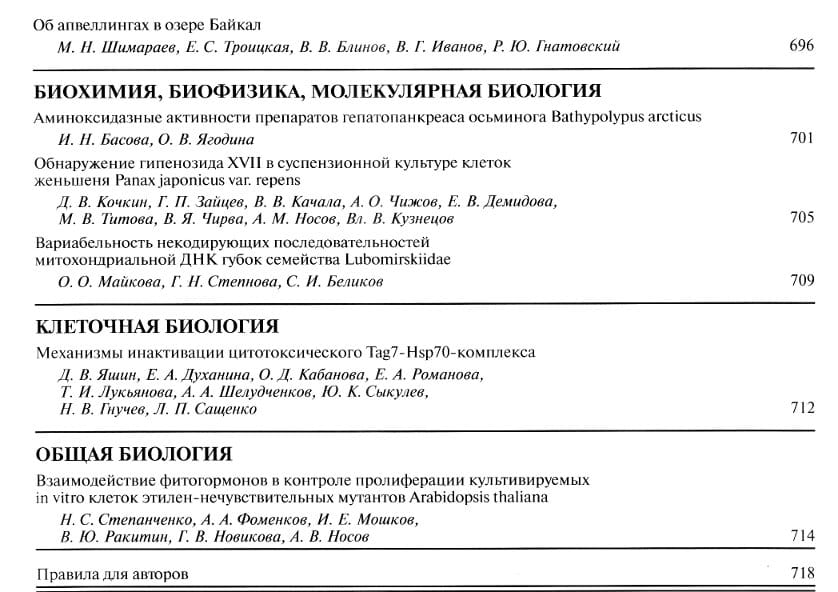 Об апвеллингах в озере Байкал
М. Н. Шимараев, Е. С. Троицкая, В. В. Блинов, В. Г. Иванов, Р. Ю. Гнатовский 696
БИОХИМИЯ, БИОФИЗИКА, МОЛЕКУЛЯРНАЯ БИОЛОГИЯ
Аминоксидазные активности препаратов гепатопанкреаса осьминога Bathypolypus arcticus
И. Н. Басова, О. В. Ягодина 701
Обнаружение гипенозида XVII в суспензионной культуре клеток
женьшеня Panax japonicus var. repens
Д. В. Кочкин, Г. П. Зайцев, В. В. Качала, А. О. Чижов, Е. В. Демидова,
М. В. Титова, В. Я. Чирва, А. М. Носов, Вл. В. Кузнецов 705
Вариабельность некодирующих последовательностей
митохондриальной ДНК губок семейства Lubomirskiidae
О. О. Майкова, Г. Н. Степнова, С. И. Беликов 709
КЛЕТОЧНАЯ БИОЛОГИЯ
Механизмы инактивации цитотоксического Tag7-Hsp70-комплекса
Д. В. Яшин, Е. А. Духанина, О. Д. Кабанова, Е. А. Романова,
Т. И. Лукьянова, А. А. Шелудченков, Ю. К. Сыкулев,
Н. В. Гнучев, Л. П. Сащенко 712
ОБЩАЯ БИОЛОГИЯ
Взаимодействие фитогормонов в контроле пролиферации культивируемых
in vitro клеток этилен-нечувствительных мутантов Arabidopsis thaliana
Н. С. Степанченко, А. А. Фоменков, И. Е. Мошков,
В. Ю. Ракитин, Г. В. Новикова, А. В. Носов 714
Правила для авторов 718